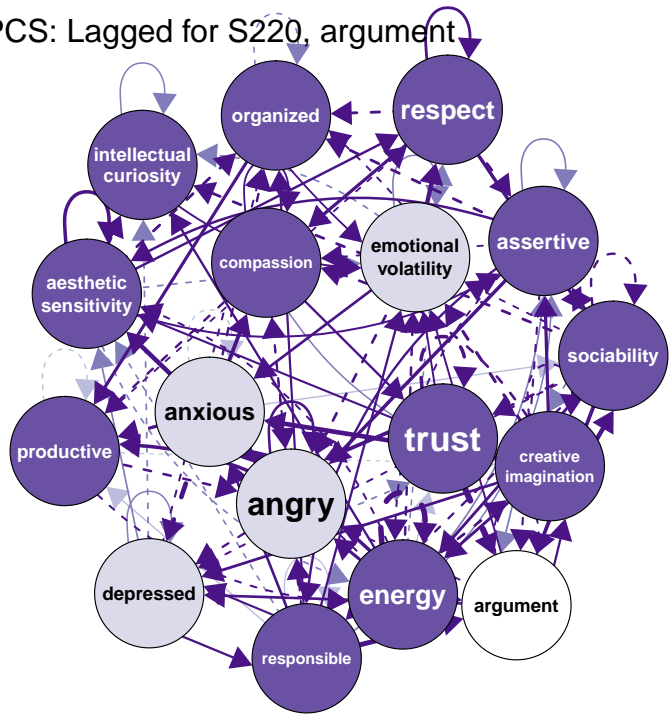 PCS: Lagged for S220, argument
respect
organized
intellectual
curiosity
assertive
emotional
volatility
compassion
aesthetic
sensitivity
sociability
anxious
trust
productive
creative
imagination
angry
depressed
energy
argument
responsible